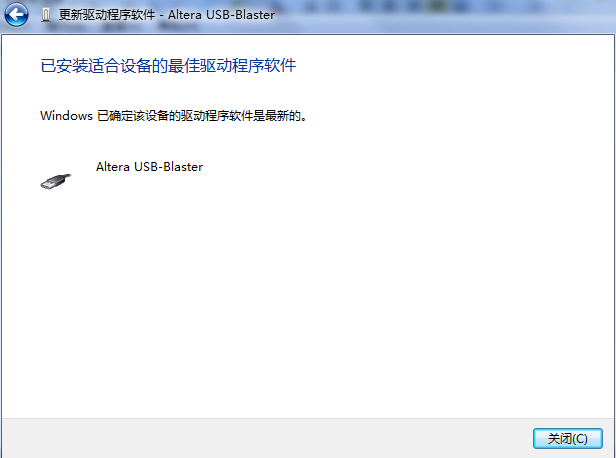 更新驱动程序软件 - Altera USB-Blaster
已安装适合设备的最佳驱动程序软件
Windows 已确定该设备的驱动程序软件是最新的。
Altera USB-Blaster
关闭(C)